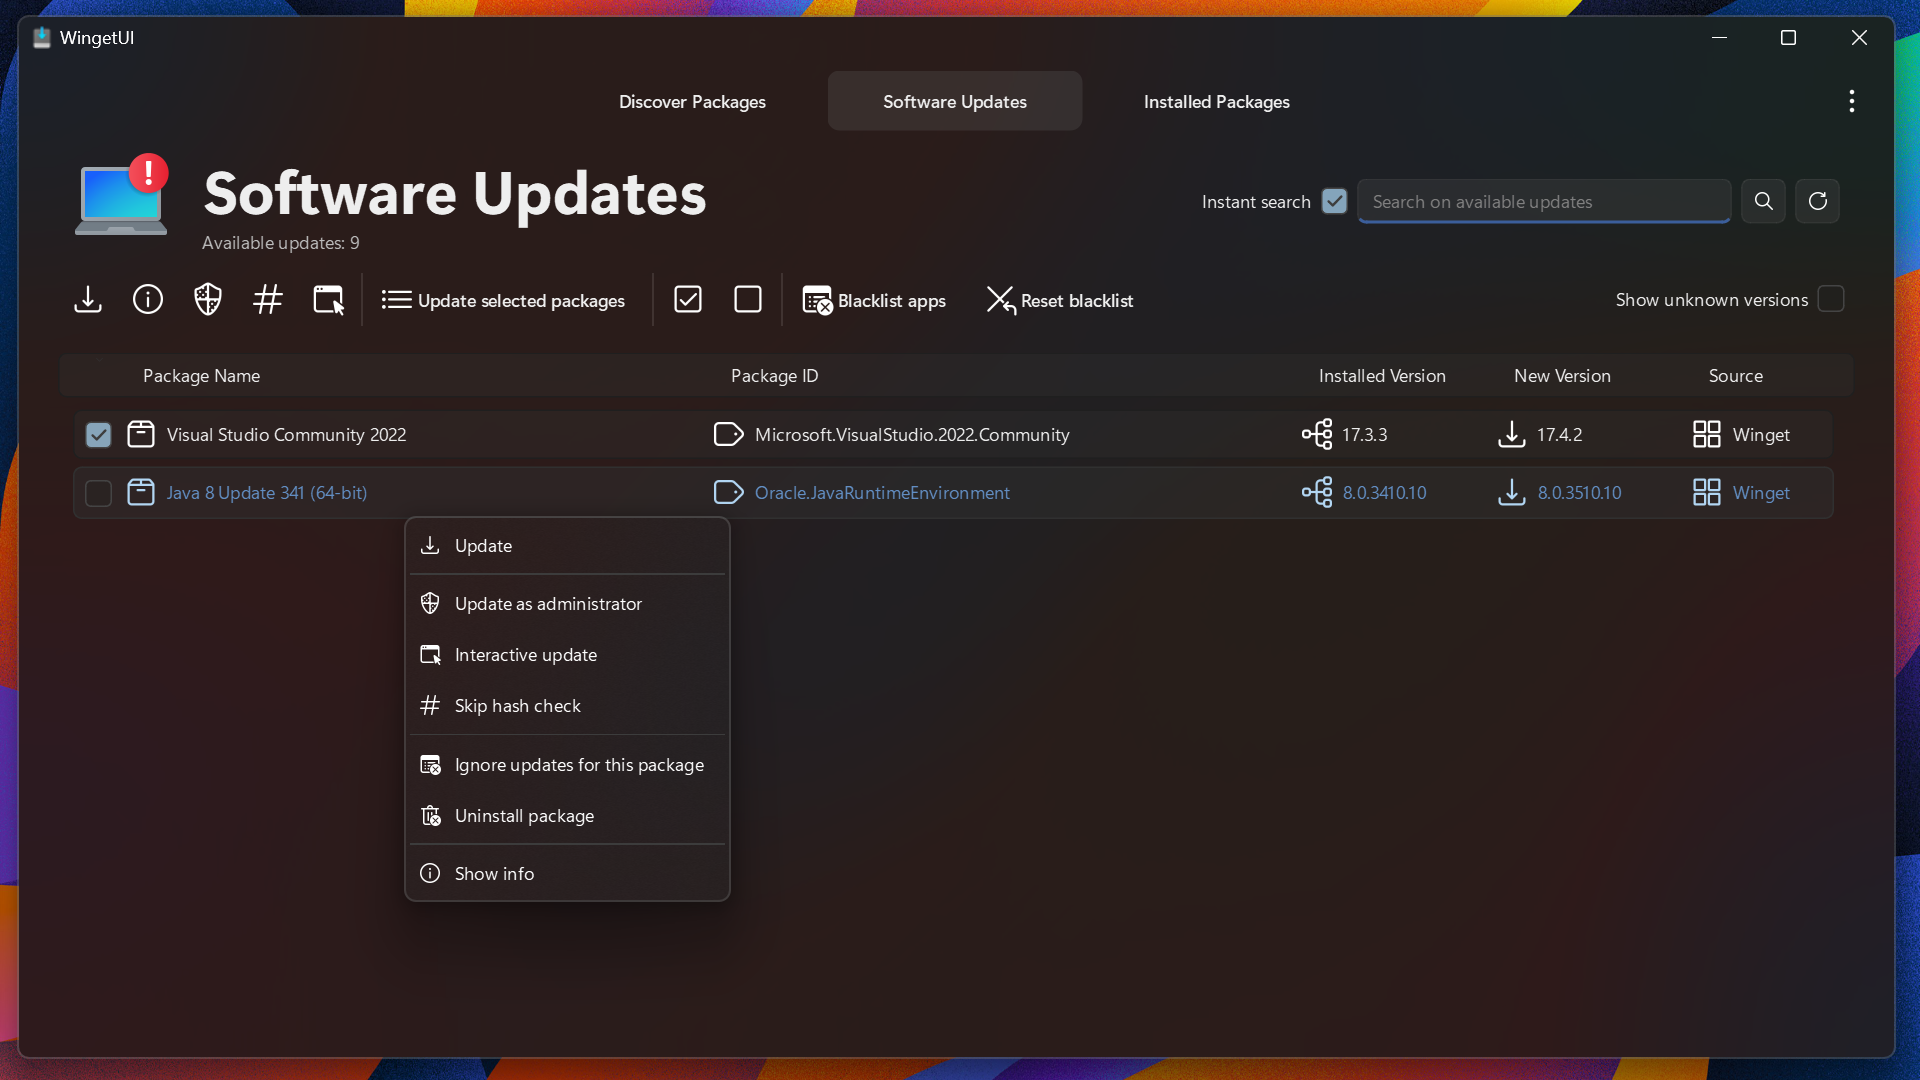 WingetUI
Discover Packages
Software Updates
Installed Packages
Software Updates
Available updates: 9
Instant search
Search on available updates
Update selected packages
Blacklist apps
Reset blacklist
Show unknown versions
Package Name Package ID Installed Version New Version Source
Visual Studio Community 2022 Microsoft.VisualStudio.2022.Community 17.3.3 17.4.2 Winget
Java 8 Update 341 (64-bit) Oracle.JavaRuntimeEnvironment 8.0.3410.10 8.0.3510.10 Winget
Update
Update as administrator
Interactive update
Skip hash check
Ignore updates for this package
Uninstall package
Show info